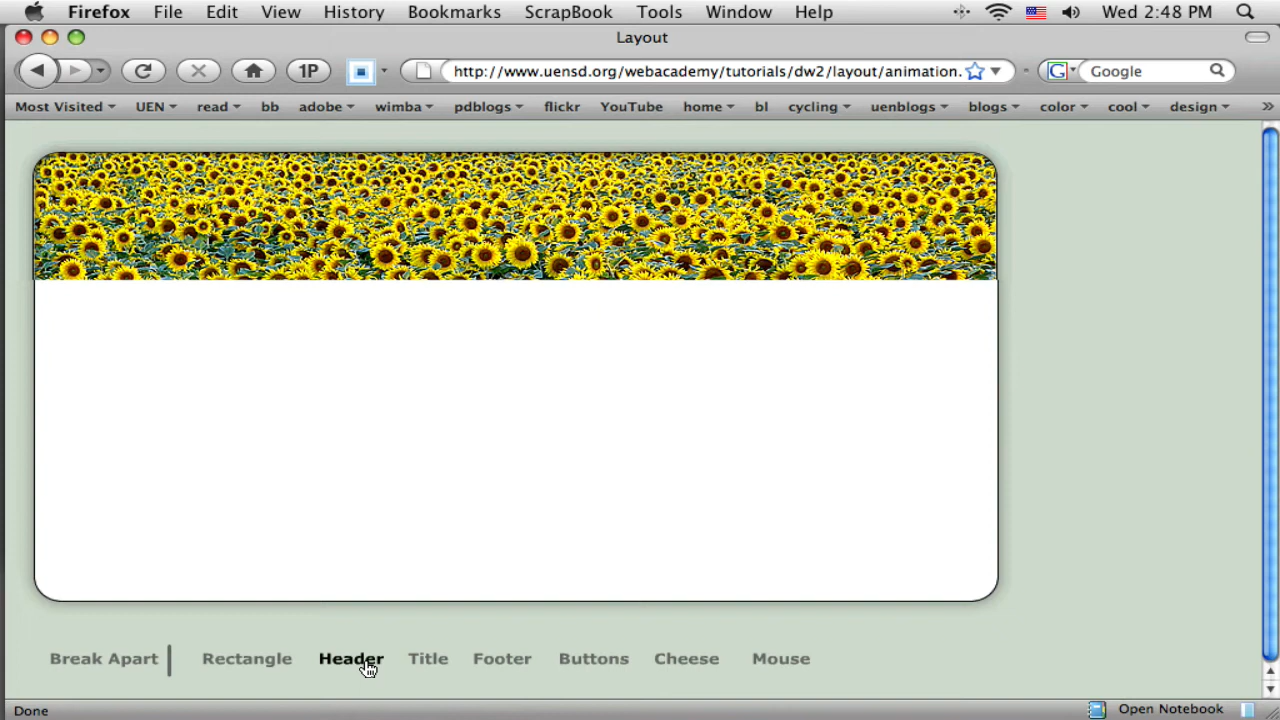 Firefox File Edit View History Bookmarks ScrapBook Tools Window Help Wed 2:48 PM
Layout
1P http://www.uensd.org/webacademy/tutorials/dw2/layout/animation. G Google
Most Visited UEN read bb adobe wimba pdblogs flickr YouTube home bl cycling uenblogs blogs color cool design »
Break Apart Rectangle Header Title Footer Buttons Cheese Mouse
Done Open Notebook